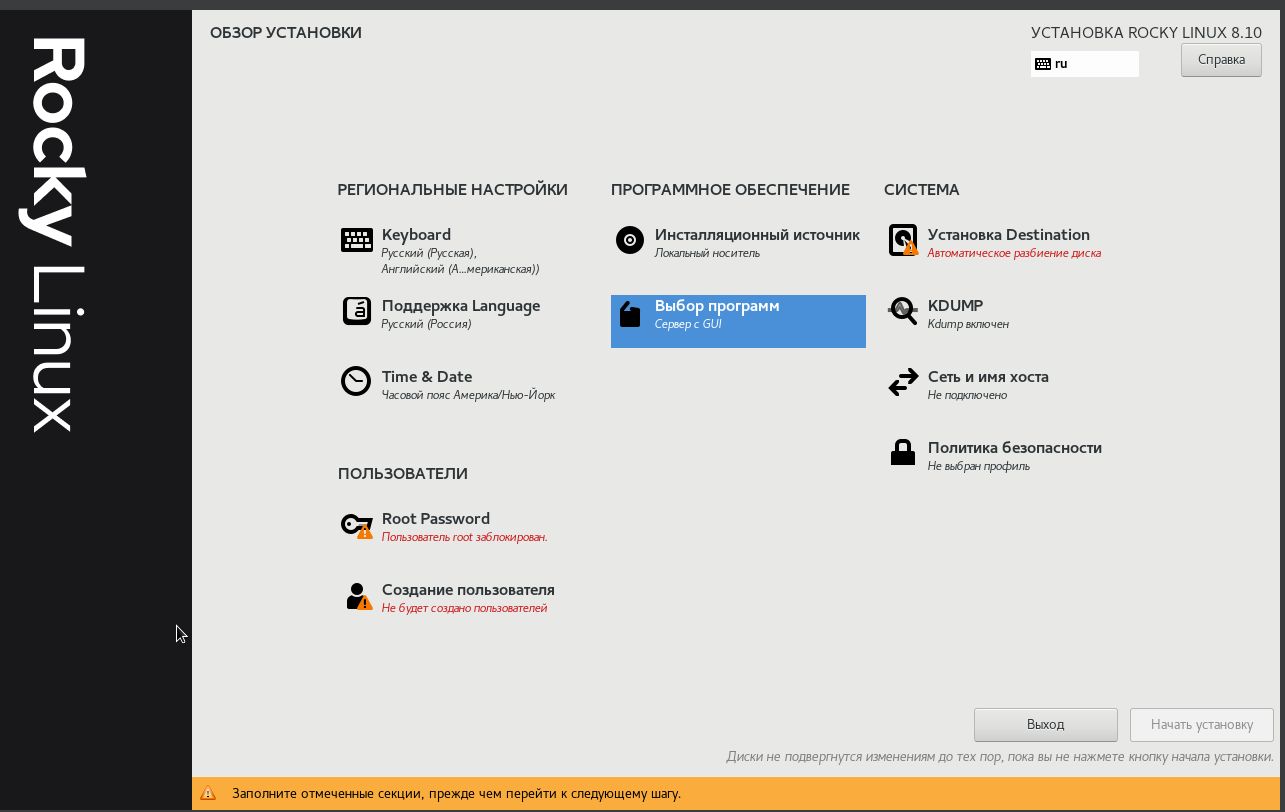 Rocky Linux
ОБЗОР УСТАНОВКИ
УСТАНОВКА ROCKY LINUX 8.10
ru
Справка
РЕГИОНАЛЬНЫЕ НАСТРОЙКИ
Keyboard
Русский (Русская),
Английский (А...мериканская))
Поддержка Language
Русский (Россия)
Time & Date
Часовой пояс Америка/Нью-Йорк
ПРОГРАММНОЕ ОБЕСПЕЧЕНИЕ
Инсталляционный источник
Локальный носитель
Выбор программ
Сервер с GUI
СИСТЕМА
Установка Destination
Автоматическое разбиение диска
KDUMP
Kdump включен
Сеть и имя хоста
Не подключено
Политика безопасности
Не выбран профиль
ПОЛЬЗОВАТЕЛИ
Root Password
Пользователь root заблокирован.
Создание пользователя
Не будет создано пользователей
Выход
Начать установку
Диски не подвергнутся изменениям до тех пор, пока вы не нажмете кнопку начала установки.
Заполните отмеченные секции, прежде чем перейти к следующему шагу.